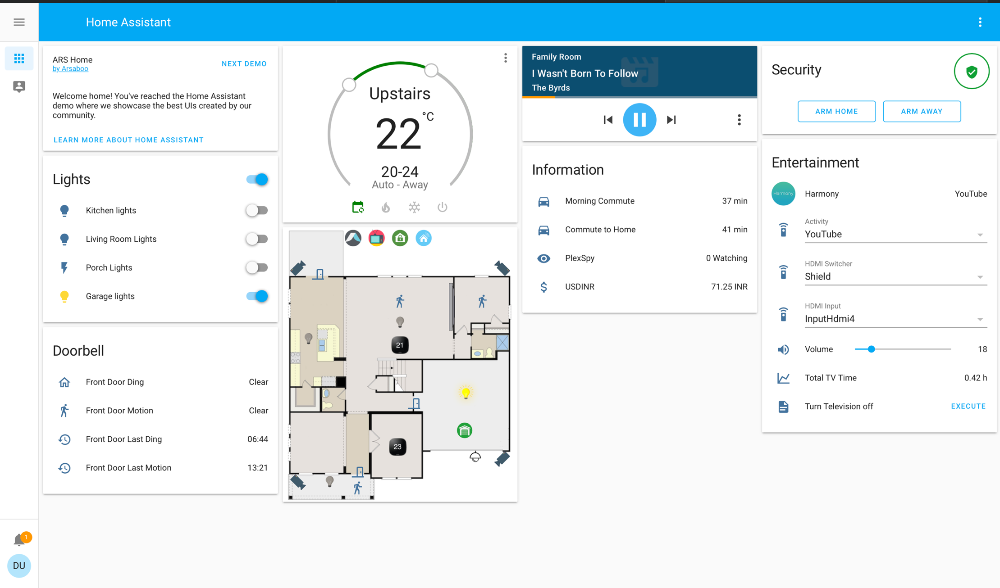 Home Assistant
ARS Home
by Arsaboo
NEXT DEMO
Welcome home! You've reached the Home Assistant
demo where we showcase the best UIs created by our
community.
LEARN MORE ABOUT HOME ASSISTANT
Lights
Kitchen lights
Living Room Lights
Porch Lights
Garage lights
Doorbell
Front Door Ding Clear
Front Door Motion Clear
Front Door Last Ding 06:44
Front Door Last Motion 13:21
1
DU
Upstairs
22 °C
20-24
Auto - Away
21
23
Family Room
I Wasn't Born To Follow
The Byrds
Information
Morning Commute 37 min
Commute to Home 41 min
PlexSpy 0 Watching
USDINR 71.25 INR
Security
ARM HOME ARM AWAY
Entertainment
Harmony Harmony YouTube
Activity
YouTube
HDMI Switcher
Shield
HDMI Input
InputHdmi4
Volume 18
Total TV Time 0.42 h
Turn Television off EXECUTE